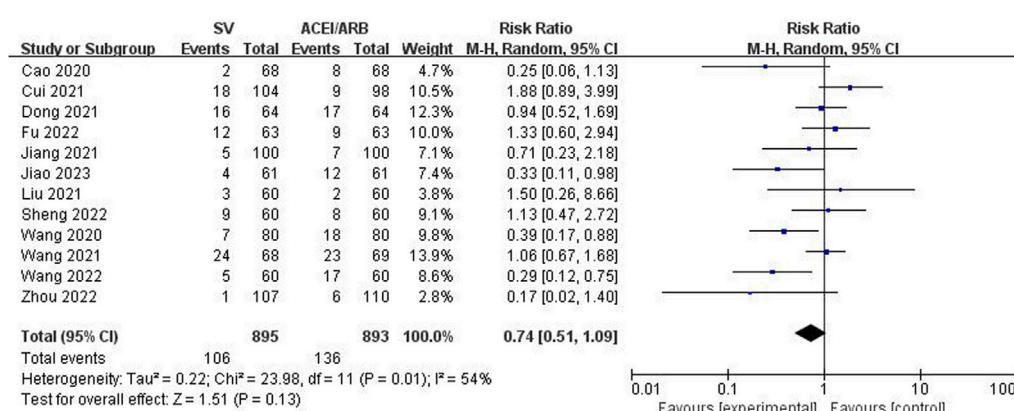 SV ACEI/ARB Risk Ratio Risk Ratio
Study or Subgroup Events Total Events Total Weight M-H, Random, 95% CI M-H, Random, 95% CI
Cao 2020 2 68 8 68 4.7% 0.25 [0.06, 1.13]
Cui 2021 18 104 9 98 10.5% 1.88 [0.89, 3.99]
Dong 2021 16 64 17 64 12.3% 0.94 [0.52, 1.69]
Fu 2022 12 63 9 63 10.0% 1.33 [0.60, 2.94]
Jiang 2021 5 100 7 100 7.1% 0.71 [0.23, 2.18]
Jiao 2023 4 61 12 61 7.4% 0.33 [0.11, 0.98]
Liu 2021 3 60 2 60 3.8% 1.50 [0.26, 8.66]
Sheng 2022 9 60 8 60 9.1% 1.13 [0.47, 2.72]
Wang 2020 7 80 18 80 9.8% 0.39 [0.17, 0.88]
Wang 2021 24 68 23 69 13.9% 1.06 [0.67, 1.68]
Wang 2022 5 60 17 60 8.6% 0.29 [0.12, 0.75]
Zhou 2022 1 107 6 110 2.8% 0.17 [0.02, 1.40]
Total (95% CI) 895 893 100.0% 0.74 [0.51, 1.09]
Total events 106 136
Heterogeneity: Tau² = 0.22; Chi² = 23.98, df = 11 (P = 0.01); I² = 54%
Test for overall effect: Z = 1.51 (P = 0.13)
0.01 0.1 1 10 100
Favours [experimental] Favours [control]